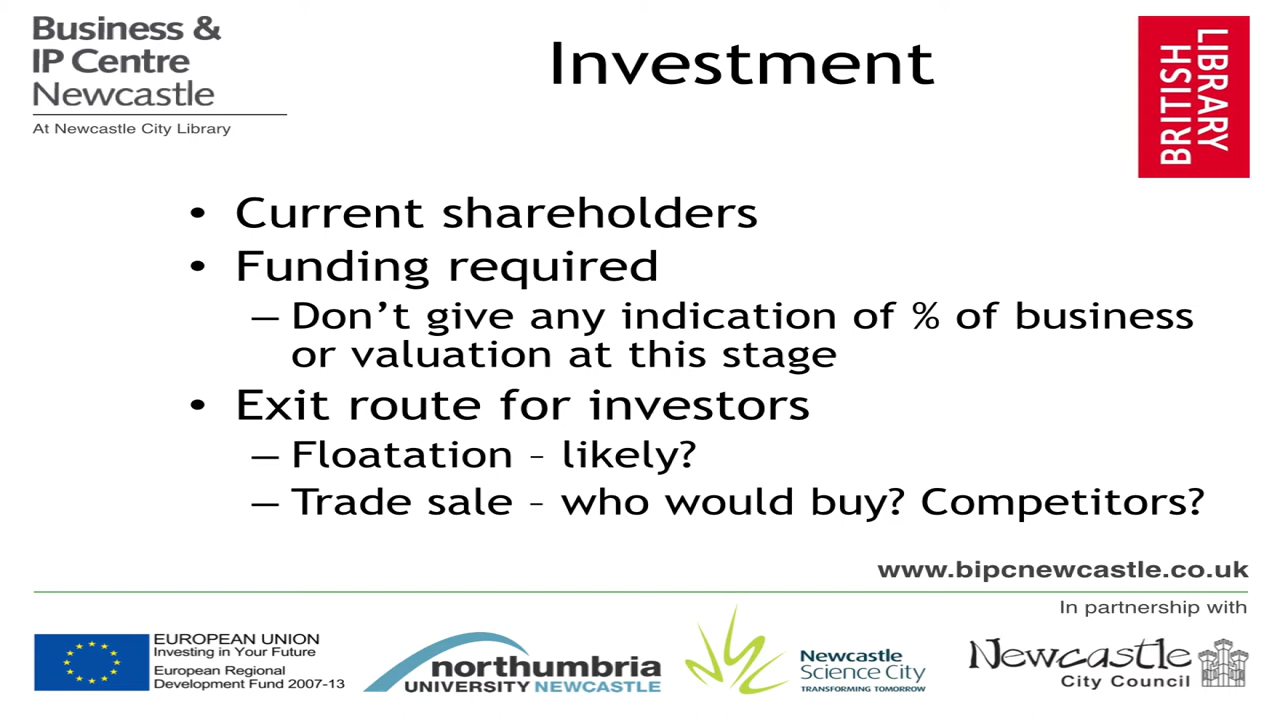 Business &
IP Centre
Newcastle
At Newcastle City Library
Investment
BRITISH
LIBRARY
• Current shareholders
• Funding required
– Don’t give any indication of % of business
or valuation at this stage
• Exit route for investors
– Floatation – likely?
– Trade sale – who would buy? Competitors?
www.bipcnewcastle.co.uk
In partnership with
EUROPEAN UNION
Investing in Your Future
European Regional
Development Fund 2007-13
northumbria
UNIVERSITY NEWCASTLE
Newcastle
Science City
TRANSFORMING TOMORROW
Newcastle
City Council